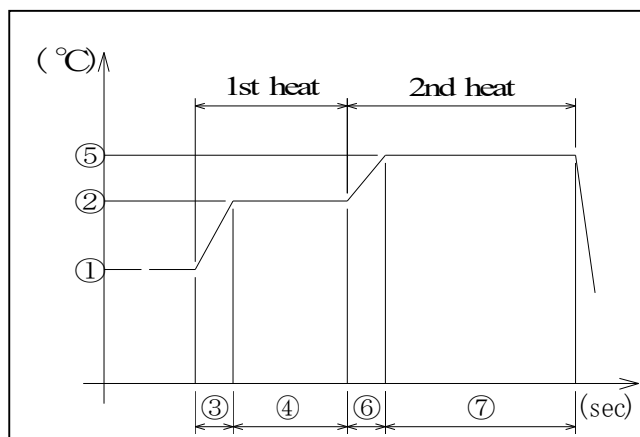 (℃)
1st heat 2nd heat
⑤
②
①
③ ④ ⑥ ⑦ (sec)